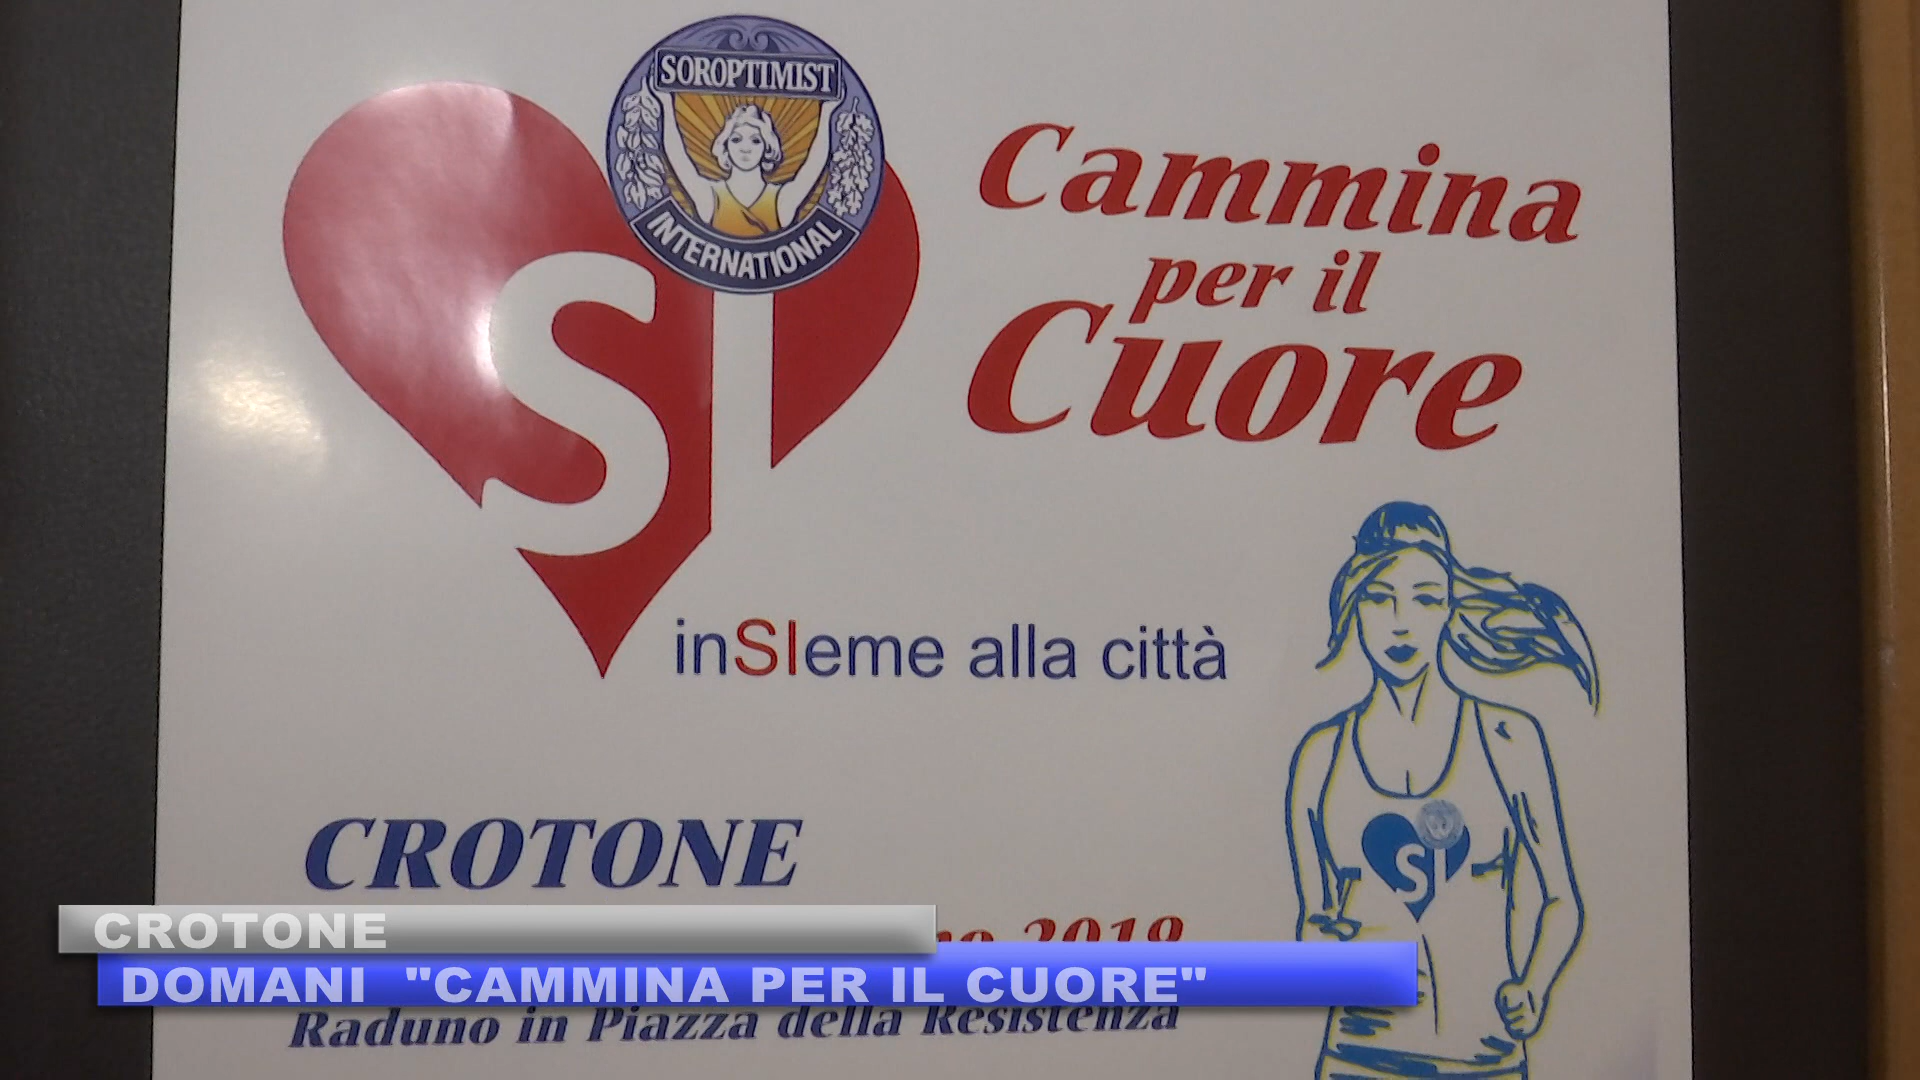 SOROPTIMIST
INTERNATIONAL
SI
Cammina
per il
Cuore
inSIeme alla città
SI
CROTONE
CROTONE
DOMANI "CAMMINA PER IL CUORE"
Raduno in Piazza della Resistenza